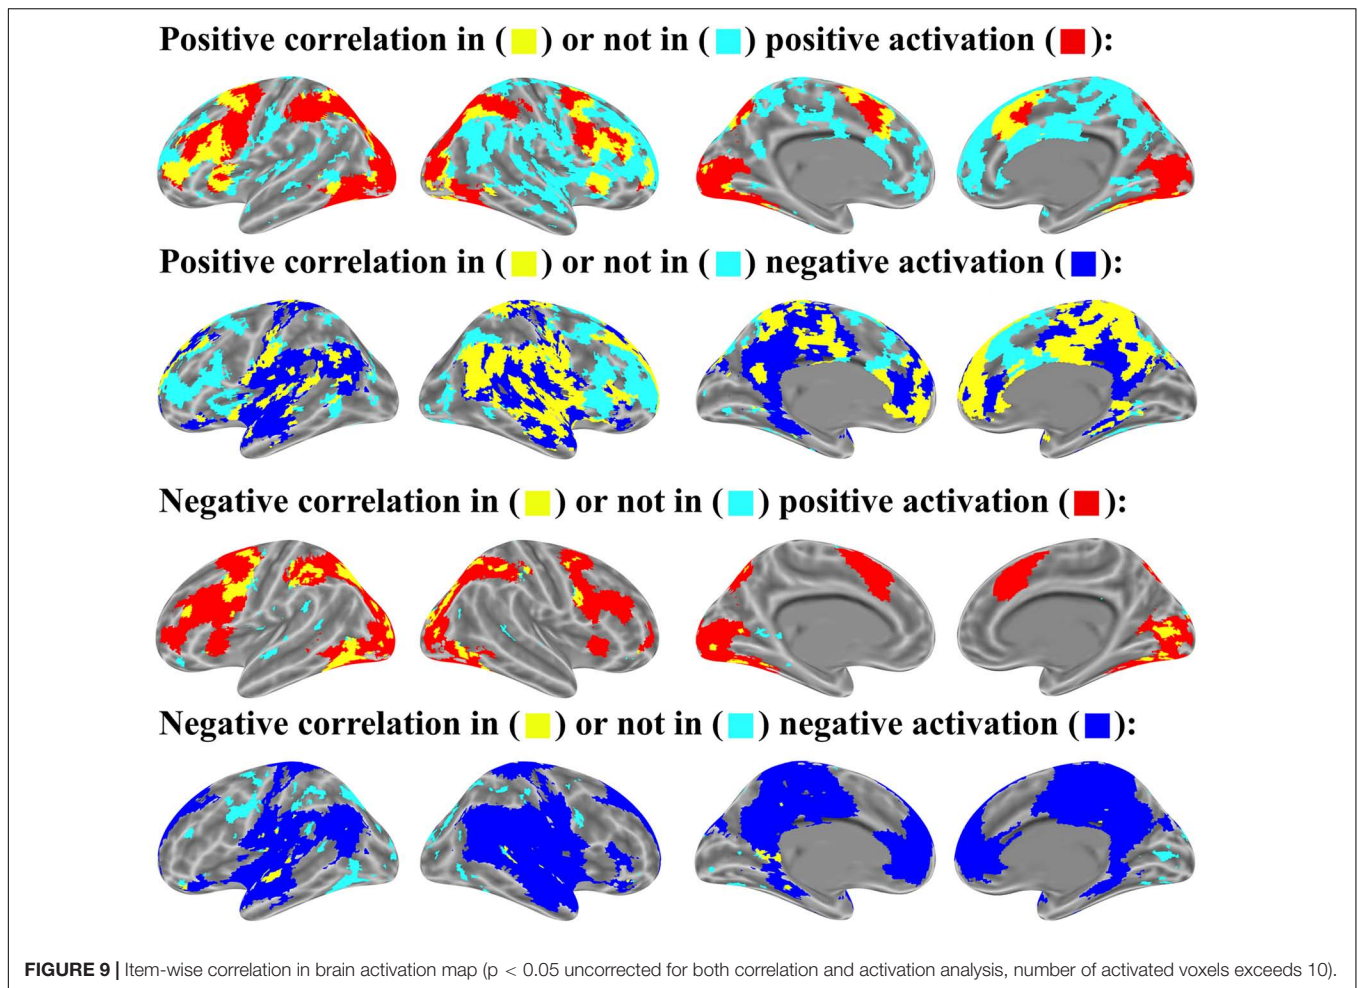 Positive correlation in ( ) or not in ( ) positive activation ( ):
Positive correlation in ( ) or not in ( ) negative activation ( ):
Negative correlation in ( ) or not in ( ) positive activation ( ):
Negative correlation in ( ) or not in ( ) negative activation ( ):
FIGURE 9 | Item-wise correlation in brain activation map (p < 0.05 uncorrected for both correlation and activation analysis, number of activated voxels exceeds 10).